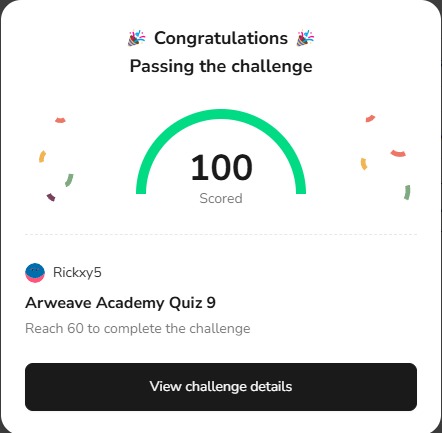 Congratulations
Passing the challenge
100
Scored
Rickxy5
Arweave Academy Quiz 9
Reach 60 to complete the challenge
View challenge details